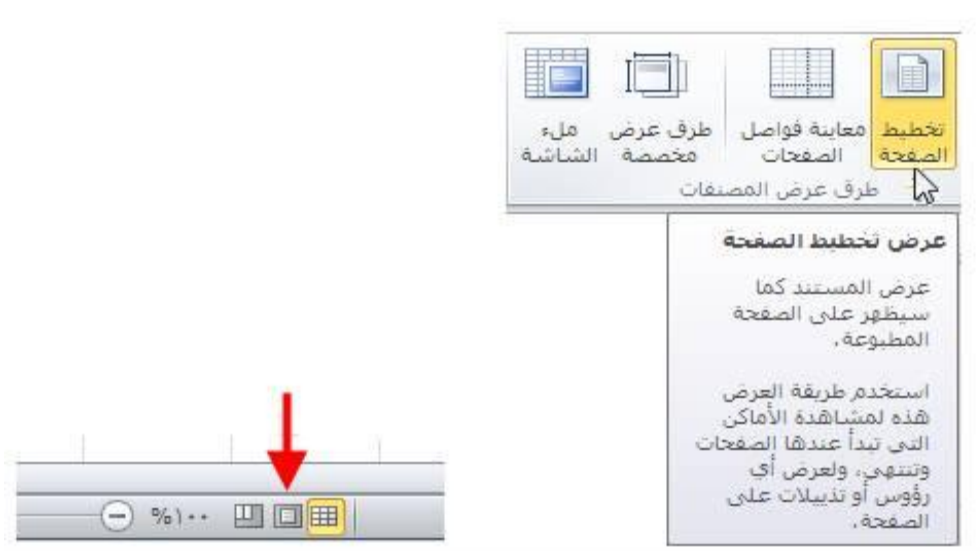 تخطيط الصفحة
معاينة فواصل الصفحات
طرق عرض مخصصة
ملء الشاشة
طرق عرض المصنفات
عرض تخطيط الصفحة
عرض المستند كما
سيظهر على الصفحة
المطبوعة.
استخدم طريقة العرض
هذه لمشاهدة الأماكن
التي تبدأ عندها الصفحات
وتنتهي، ولعرض أي
رؤوس أو تذييلات على
الصفحة.
%١٠٠